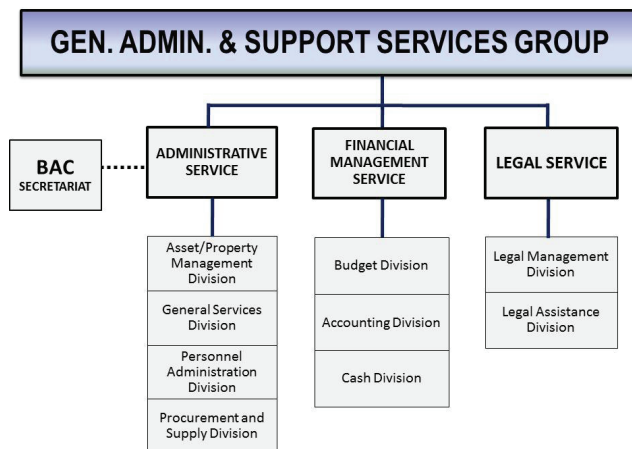 GEN. ADMIN. & SUPPORT SERVICES GROUP
BAC
SECRETARIAT
ADMINISTRATIVE
SERVICE
FINANCIAL
MANAGEMENT
SERVICE
LEGAL SERVICE
Asset/Property
Management
Division
General Services
Division
Personnel
Administration
Division
Procurement and
Supply Division
Budget Division
Accounting Division
Cash Division
Legal Management
Division
Legal Assistance
Division